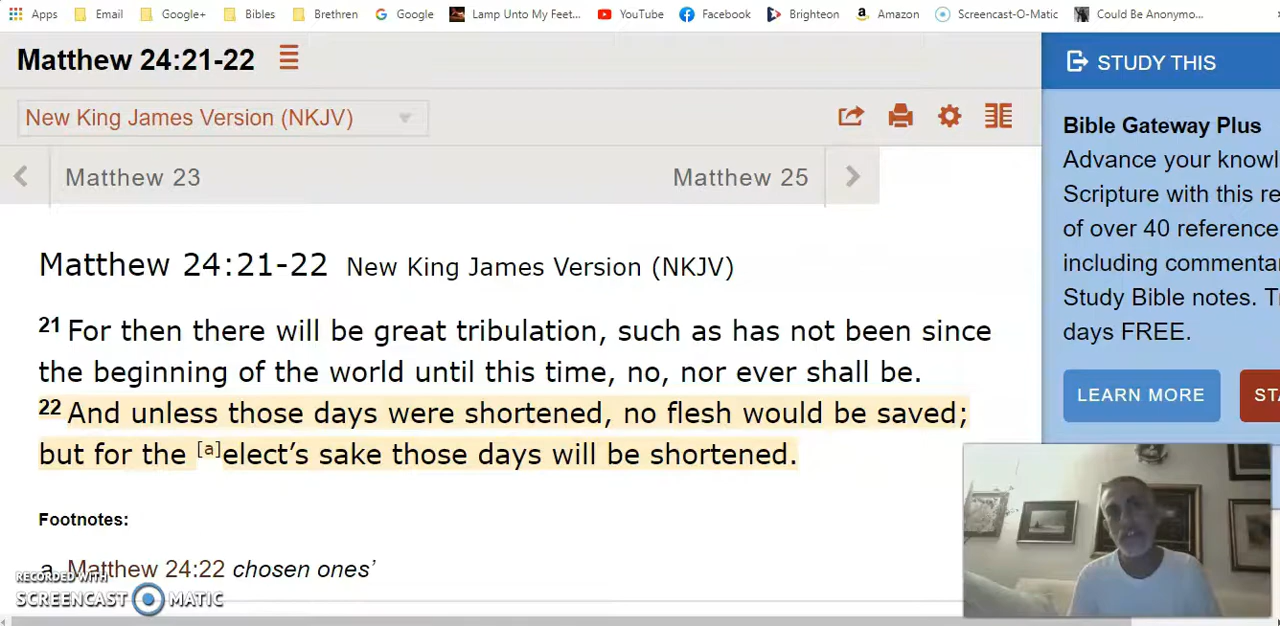 Apps Email Google+ Bibles Brethren Google Lamp Unto My Feet... YouTube Facebook Brighteon Amazon Screencast-O-Matic Could Be Anonymo...
Matthew 24:21-22
New King James Version (NKJV)
Matthew 23 Matthew 25
Matthew 24:21-22 New King James Version (NKJV)
21 For then there will be great tribulation, such as has not been since
the beginning of the world until this time, no, nor ever shall be.
22 And unless those days were shortened, no flesh would be saved;
but for the [a]elect’s sake those days will be shortened.
Footnotes:
a. Matthew 24:22 chosen ones’
RECORDED WITH
SCREENCAST MATIC
STUDY THIS
Bible Gateway Plus
Advance your knowl
Scripture with this re
of over 40 reference
including commenta
Study Bible notes. T
days FREE.
LEARN MORE STA